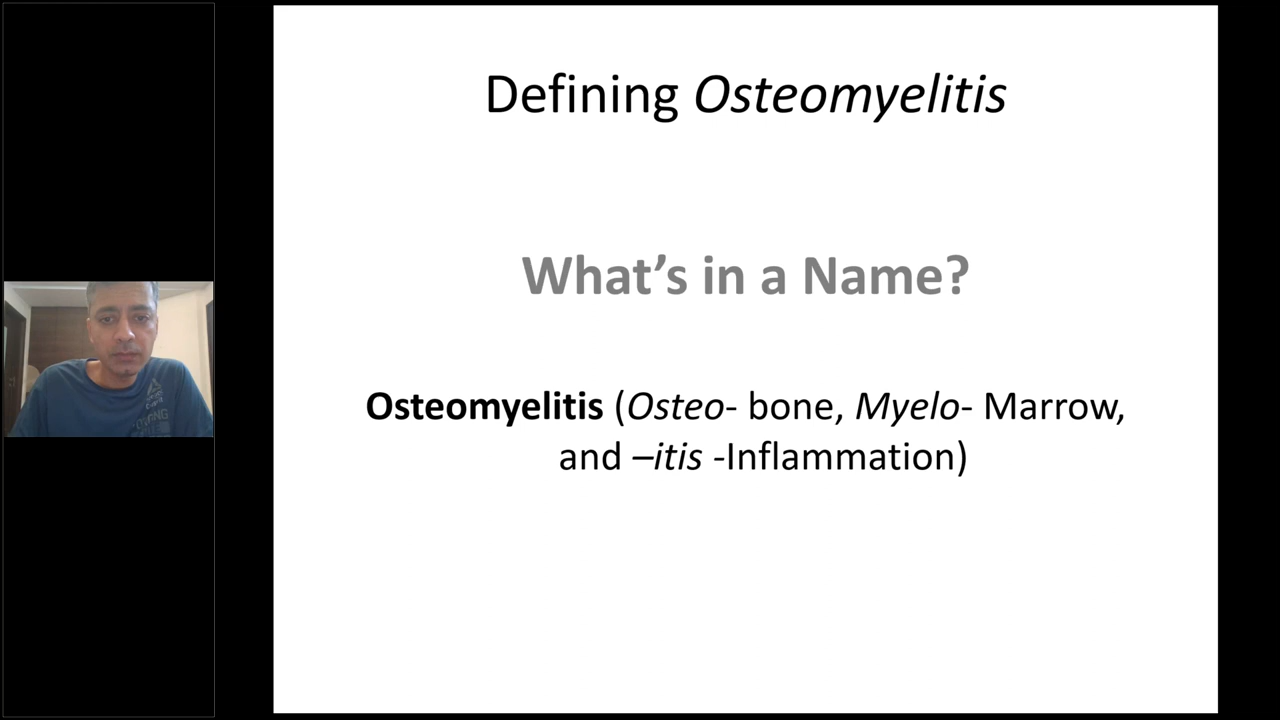 Defining Osteomyelitis
What’s in a Name?
Osteomyelitis (Osteo- bone, Myelo- Marrow,
and –itis -Inflammation)